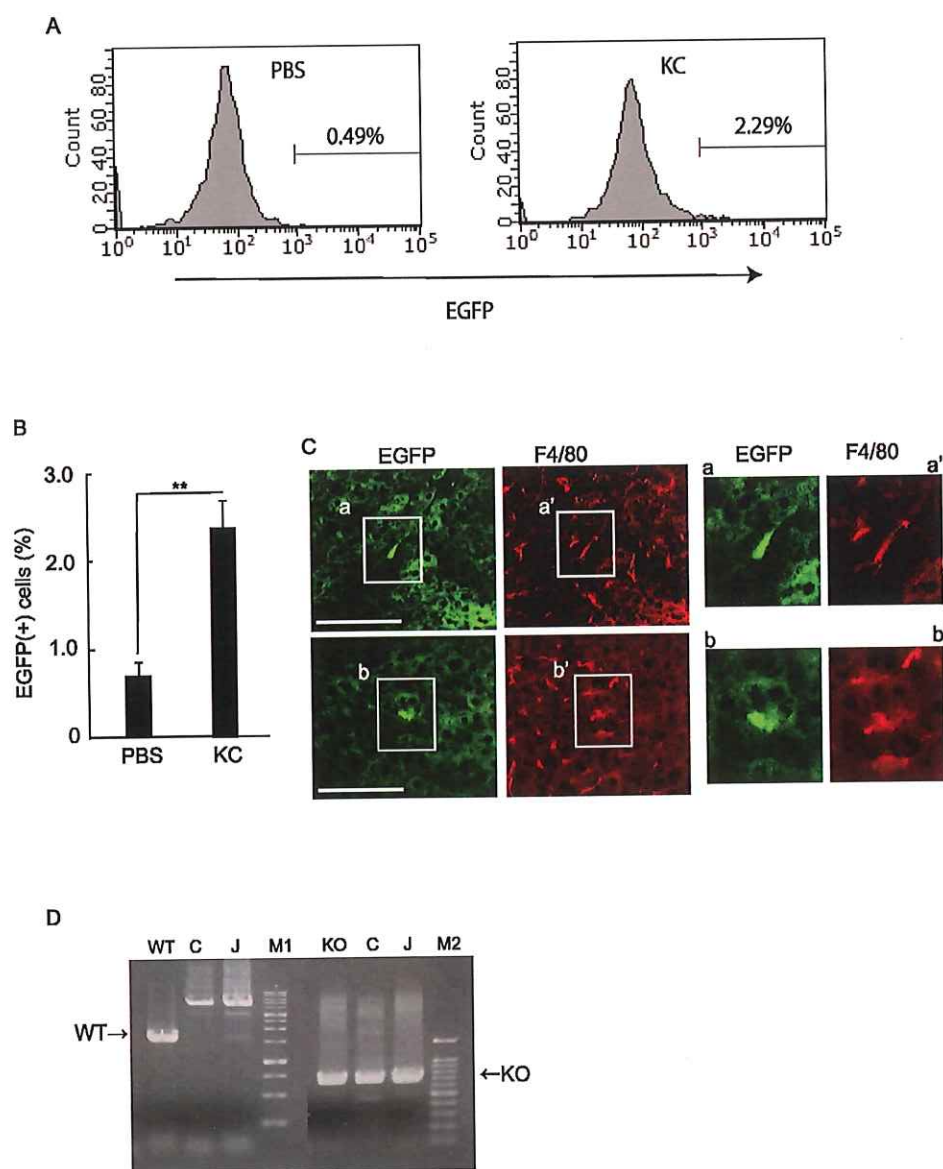 A
PBS
KC
0.49%
2.29%
Count
0 20 40 60 80
Count
0 20 40 60 80
10^0 10^1 10^2 10^3 10^4 10^5
10^0 10^1 10^2 10^3 10^4 10^5
EGFP
B
EGFP(+) cells (%)
3.0
2.0
1.0
0
**
PBS KC
C
EGFP F4/80 EGFP F4/80
a a' a a'
b b' b b
D
WT C J M1 KO C J M2
WT→
←KO